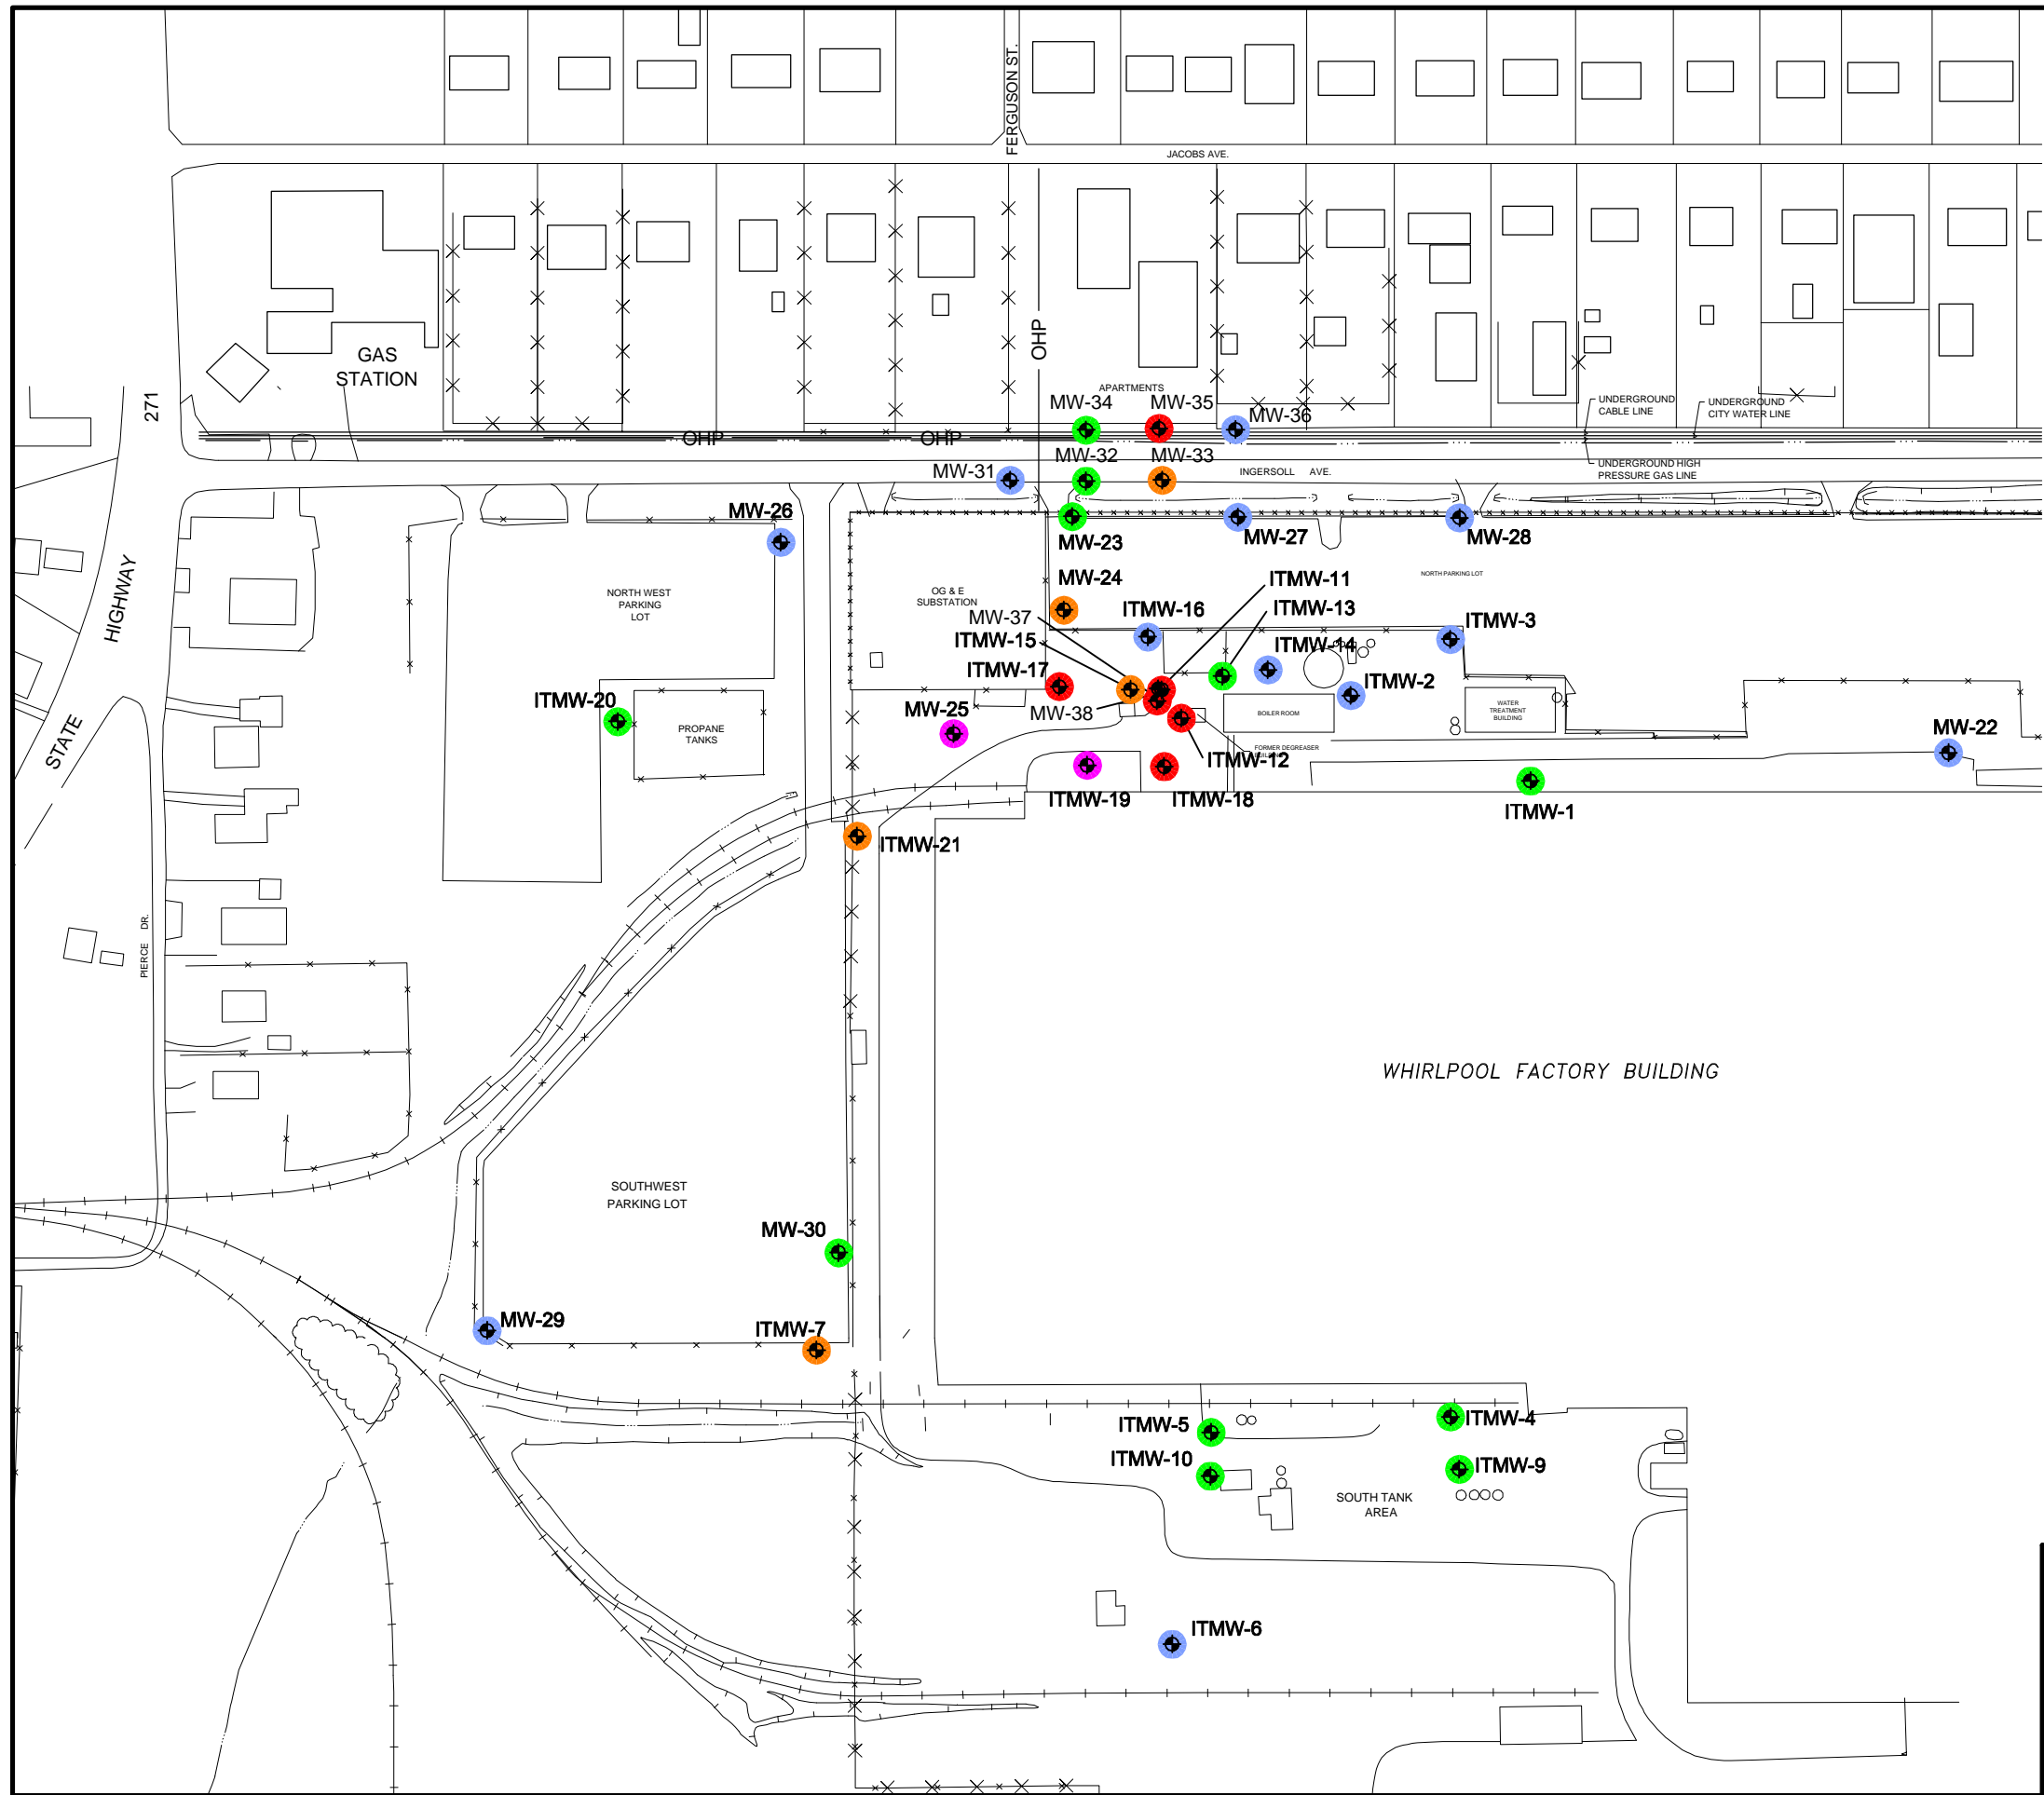 FERGUSON ST.
JACOBS AVE.
GAS
STATION
271
OHP
APARTMENTS
MW-34
MW-35
MW-36
UNDERGROUND
CABLE LINE
UNDERGROUND
CITY WATER LINE
OHP
OHP
MW-31
MW-32
MW-33
INGERSOLL AVE.
UNDERGROUND HIGH
PRESSURE GAS LINE
MW-26
MW-23
MW-27
MW-28
HIGHWAY
STATE
NORTH WEST
PARKING
LOT
OG & E
SUBSTATION
MW-24
ITMW-11
NORTH PARKING LOT
MW-37
ITMW-16
ITMW-13
ITMW-15
ITMW-14
ITMW-3
ITMW-17
ITMW-2
ITMW-20
MW-25
MW-38
BOILER ROOM
WATER
TREATMENT
BUILDING
PROPANE
TANKS
MW-22
FORMER DEGREASER
BUILDING
ITMW-12
ITMW-19
ITMW-18
ITMW-1
ITMW-21
PIERCE DR.
WHIRLPOOL FACTORY BUILDING
SOUTHWEST
PARKING LOT
MW-30
MW-29
ITMW-7
ITMW-5
ITMW-4
ITMW-10
ITMW-9
SOUTH TANK
AREA
ITMW-6